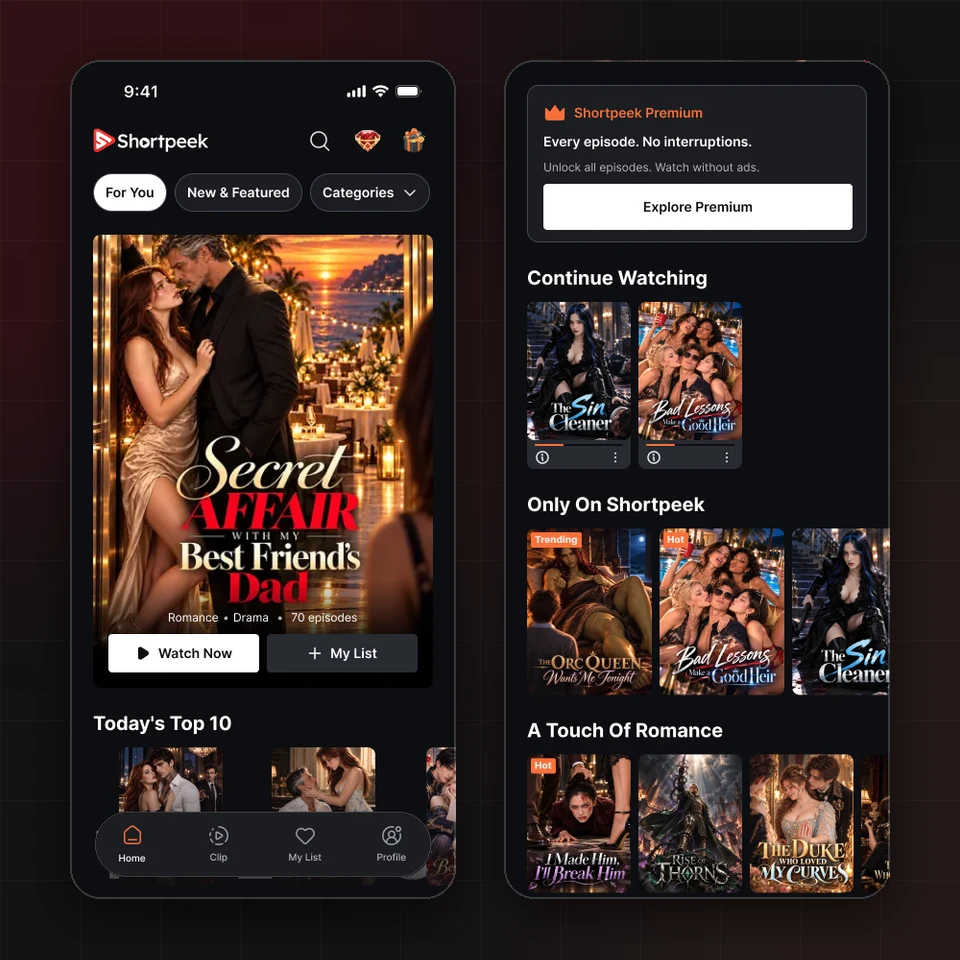 9:41
Shortpeek
For You
New & Featured
Categories
Secret
AFFAIR
WITH MY
Best Friend's
Dad
Romance • Drama • 70 episodes
Watch Now
My List
Today's Top 10
Home
Clip
My List
Profile
Shortpeek Premium
Every episode. No interruptions.
Unlock all episodes. Watch without ads.
Explore Premium
Continue Watching
The Sin
Cleaner
Bad Lessons
Make a Good Heir
Only On Shortpeek
Trending
THE ORC QUEEN
Wants Me Tonight
Hot
Bad Lessons
Make a Good Heir
The Sin
Cleaner
A Touch Of Romance
Hot
I Made Him,
I'll Break Him
RISE OF
THORNS
THE DUKE
WHO LOVED
MY CURVES